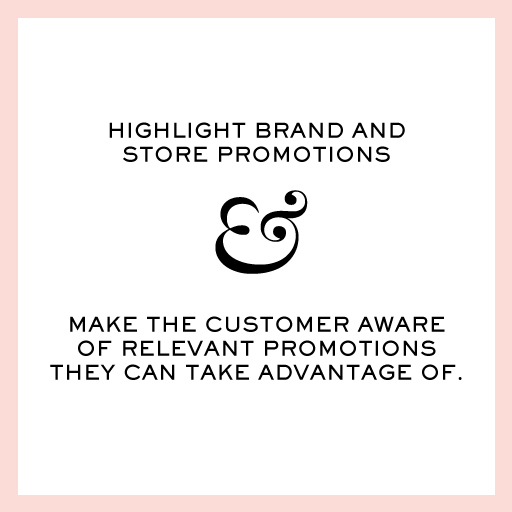 HIGHLIGHT BRAND AND
STORE PROMOTIONS
&
MAKE THE CUSTOMER AWARE
OF RELEVANT PROMOTIONS
THEY CAN TAKE ADVANTAGE OF.